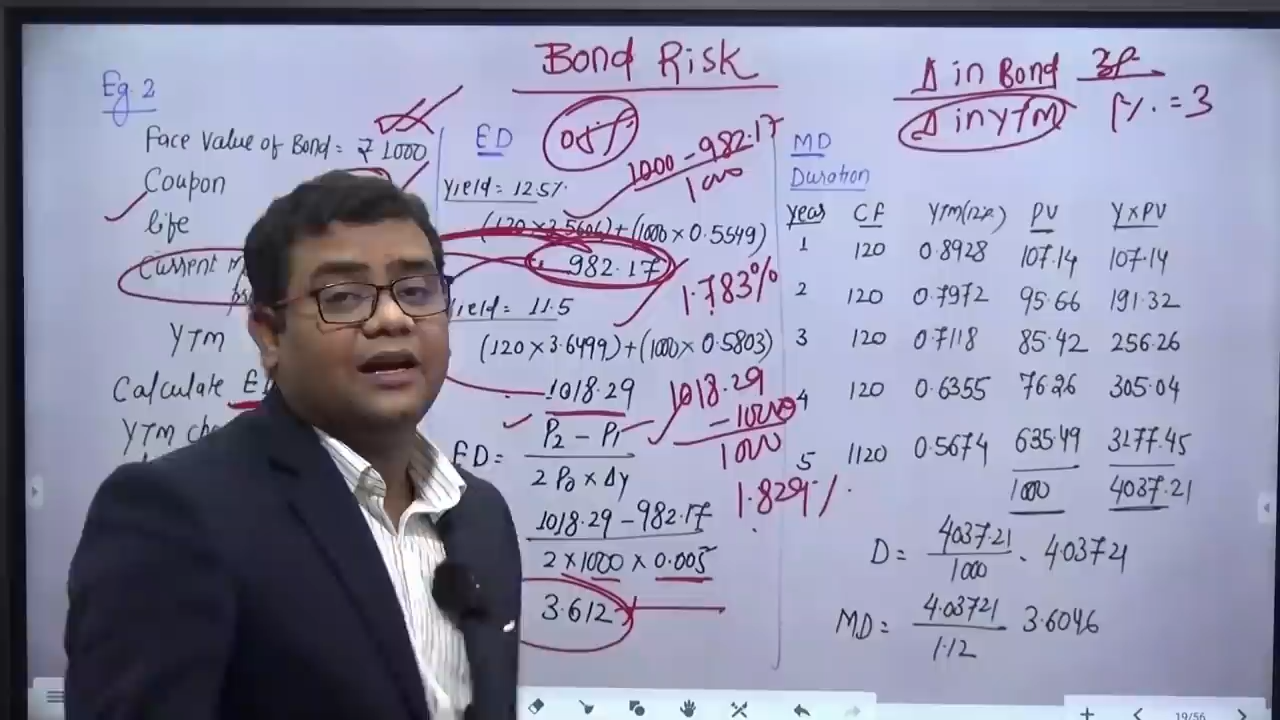 Bond Risk
Δ in Bond
Δ in YTM
3%
1% = 3
Eg. 2
Face Value of Bond = ₹ 1000
Coupon
life
Current
YTM
Calculate
YTM
ED
0.5%
1000 - 982.17
1000
Yield = 12.5%
(120 × 3.5606) + (1000 × 0.5549)
982.17
1.783%
Yield = 11.5
(120 × 3.6499) + (1000 × 0.5803)
1018.29
1018.29
- 1000
1000
1.829%
ED = P2 - P1
2 P0 × Δy
1018.29 - 982.17
2 × 1000 × 0.005
3.612
MD
Duration
Year CF YTM(12%) PV Y×PV
1 120 0.8928 107.14 107.14
2 120 0.7972 95.66 191.32
3 120 0.7118 85.42 256.26
4 120 0.6355 76.26 305.04
5 1120 0.5674 635.49 3177.45
1000 4037.21
D = 4037.21
1000
4.03721
MD = 4.03721
1.12
3.6046
19/56